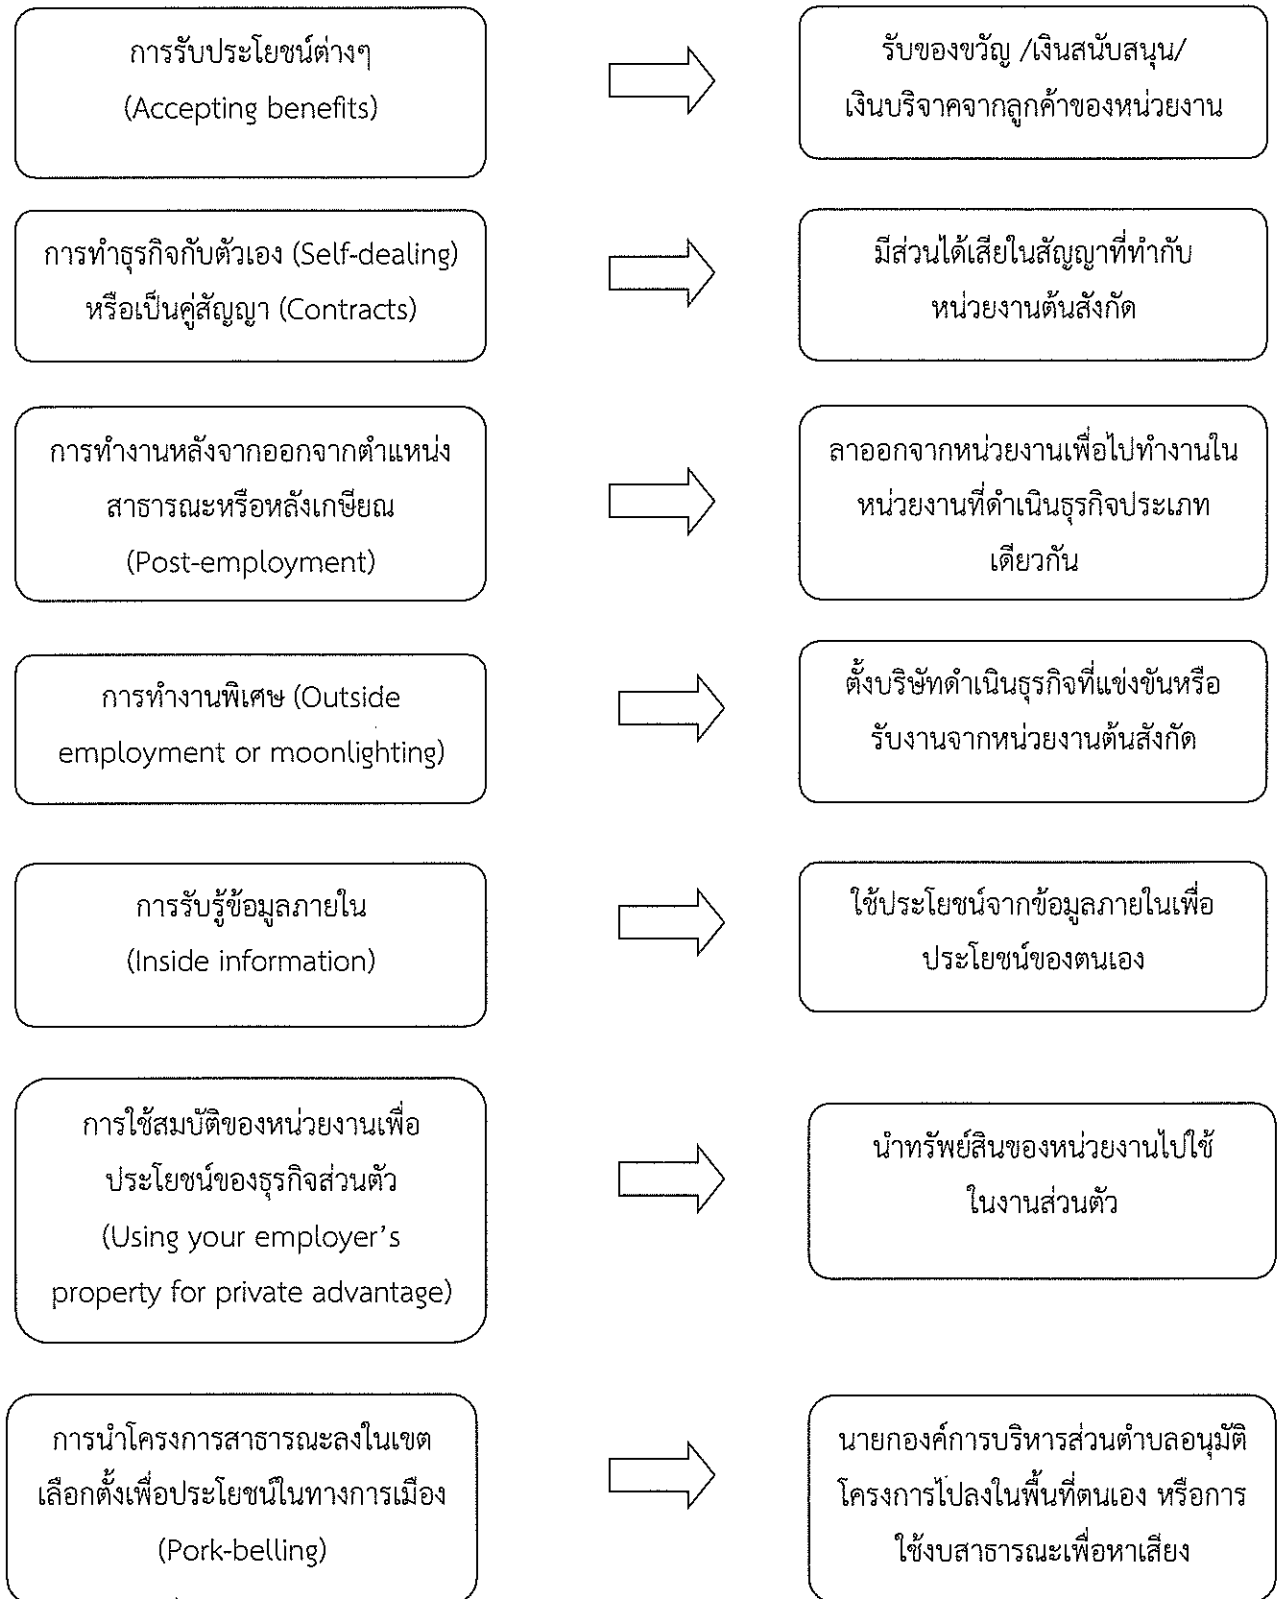 การรับประโยชน์ต่างๆ
(Accepting benefits)
รับของขวัญ /เงินสนับสนุน/
เงินบริจาคจากลูกค้าของหน่วยงาน
การทำธุรกิจกับตัวเอง (Self-dealing)
หรือเป็นคู่สัญญา (Contracts)
มีส่วนได้เสียในสัญญาที่ทำกับ
หน่วยงานต้นสังกัด
การทำงานหลังจากออกจากตำแหน่ง
สาธารณะหรือหลังเกษียณ
(Post-employment)
ลาออกจากหน่วยงานเพื่อไปทำงานใน
หน่วยงานที่ดำเนินธุรกิจประเภท
เดียวกัน
การทำงานพิเศษ (Outside
employment or moonlighting)
ตั้งบริษัทดำเนินธุรกิจที่แข่งขันหรือ
รับงานจากหน่วยงานต้นสังกัด
การรับรู้ข้อมูลภายใน
(Inside information)
ใช้ประโยชน์จากข้อมูลภายในเพื่อ
ประโยชน์ของตนเอง
การใช้สมบัติของหน่วยงานเพื่อ
ประโยชน์ของธุรกิจส่วนตัว
(Using your employer's
property for private advantage)
นำทรัพย์สินของหน่วยงานไปใช้
ในงานส่วนตัว
การนำโครงการสาธารณะลงในเขต
เลือกตั้งเพื่อประโยชน์ในทางการเมือง
(Pork-belling)
นายกองค์การบริหารส่วนตำบลอนุมัติ
โครงการไปลงในพื้นที่ตนเอง หรือการ
ใช้งบสาธารณะเพื่อหาเสียง